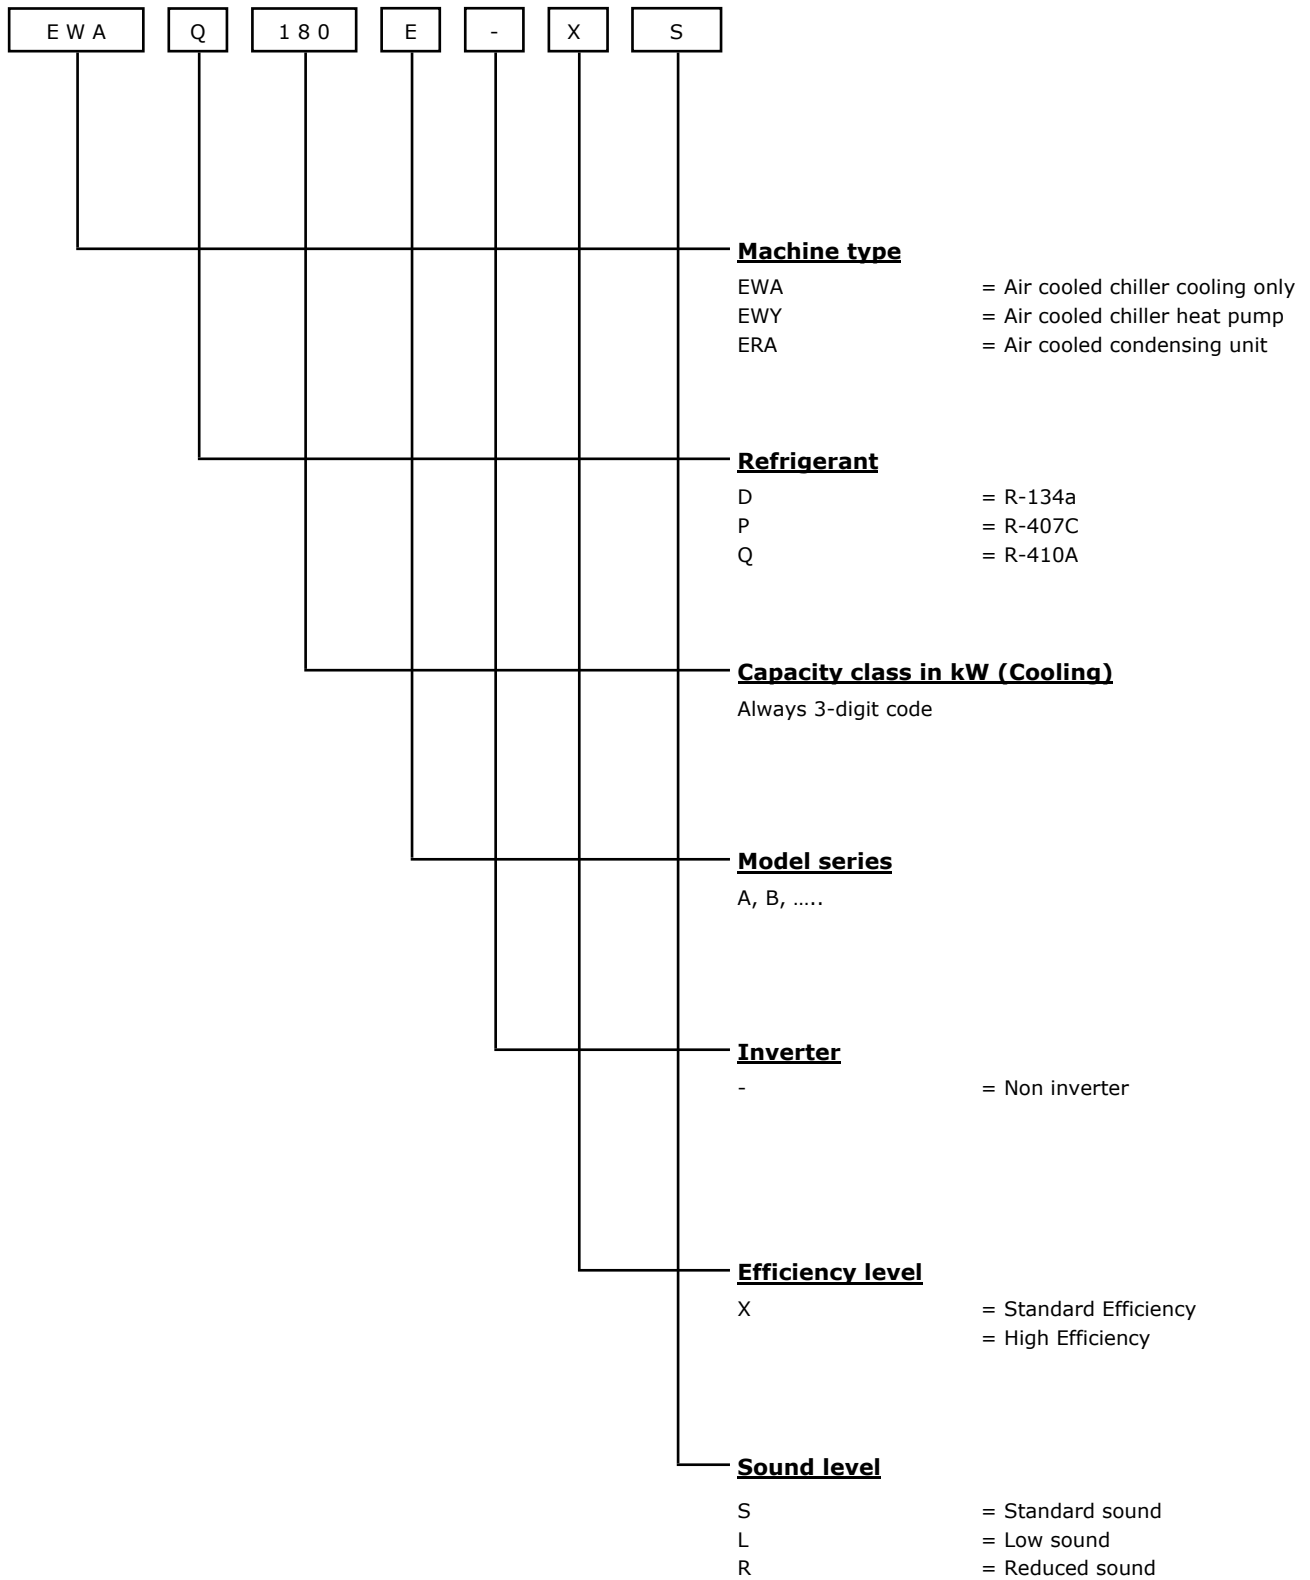 EWA Q 180 E - X S
Machine type
EWA = Air cooled chiller cooling only
EWY = Air cooled chiller heat pump
ERA = Air cooled condensing unit
Refrigerant
D = R-134a
P = R-407C
Q = R-410A
Capacity class in kW (Cooling)
Always 3-digit code
Model series
A, B, …..
Inverter
- = Non inverter
Efficiency level
X = Standard Efficiency
= High Efficiency
Sound level
S = Standard sound
L = Low sound
R = Reduced sound